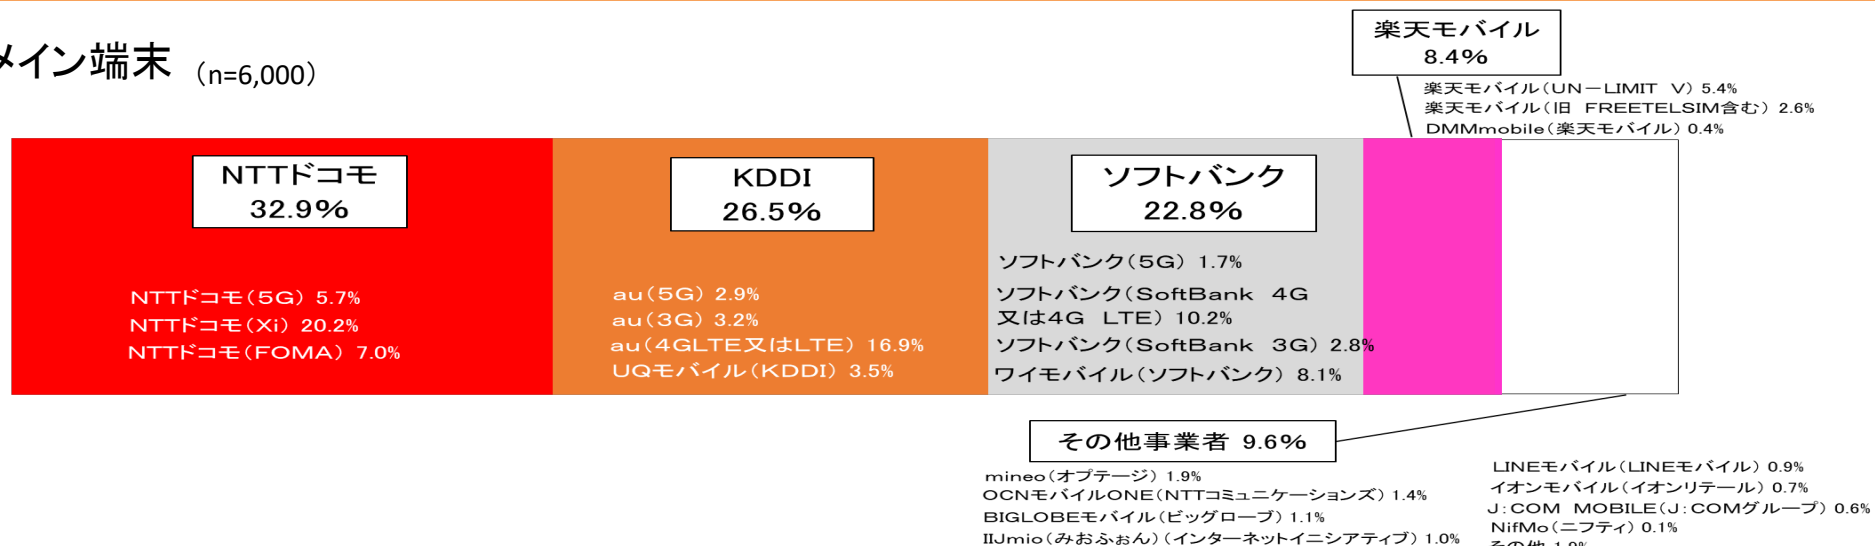 メイン端末 (n=6,000)
楽天モバイル
8.4%
楽天モバイル(UN－LIMIT V) 5.4%
楽天モバイル(旧 FREETELSIM含む) 2.6%
DMMmobile(楽天モバイル) 0.4%
NTTドコモ
32.9%
NTTドコモ(5G) 5.7%
NTTドコモ(Xi) 20.2%
NTTドコモ(FOMA) 7.0%
KDDI
26.5%
au(5G) 2.9%
au(3G) 3.2%
au(4GLTE又はLTE) 16.9%
UQモバイル(KDDI) 3.5%
ソフトバンク
22.8%
ソフトバンク(5G) 1.7%
ソフトバンク(SoftBank 4G
又は4G LTE) 10.2%
ソフトバンク(SoftBank 3G) 2.8%
ワイモバイル(ソフトバンク) 8.1%
その他事業者 9.6%
mineo(オプテージ) 1.9%
OCNモバイルONE(NTTコミュニケーションズ) 1.4%
BIGLOBEモバイル(ビッグローブ) 1.1%
IIJmio(みおふぉん)(インターネットイニシアティブ) 1.0%
LINEモバイル(LINEモバイル) 0.9%
イオンモバイル(イオンリテール) 0.7%
J:COM MOBILE(J:COMグループ) 0.6%
NifMo(ニフティ) 0.1%
その他